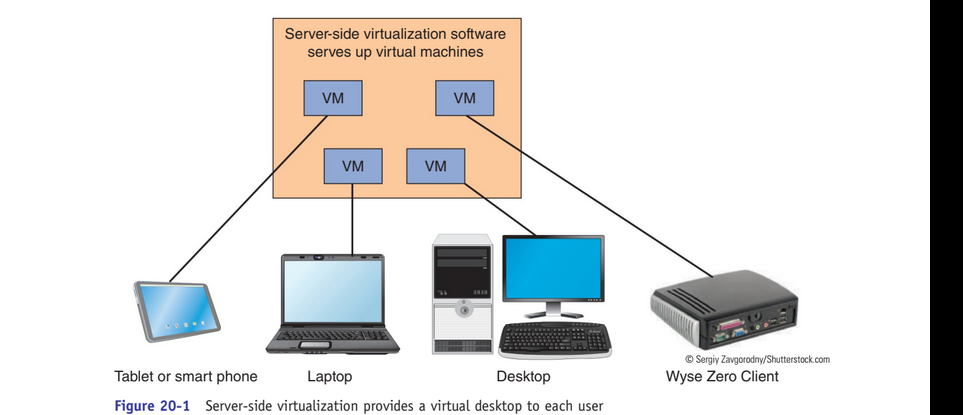 Server-side virtualization software
serves up virtual machines
VM
VM
VM
VM
© Sergiy Zavgorodny/Shutterstock.com
Tablet or smart phone
Laptop
Desktop
Wyse Zero Client
Figure 20-1 Server-side virtualization provides a virtual desktop to each user